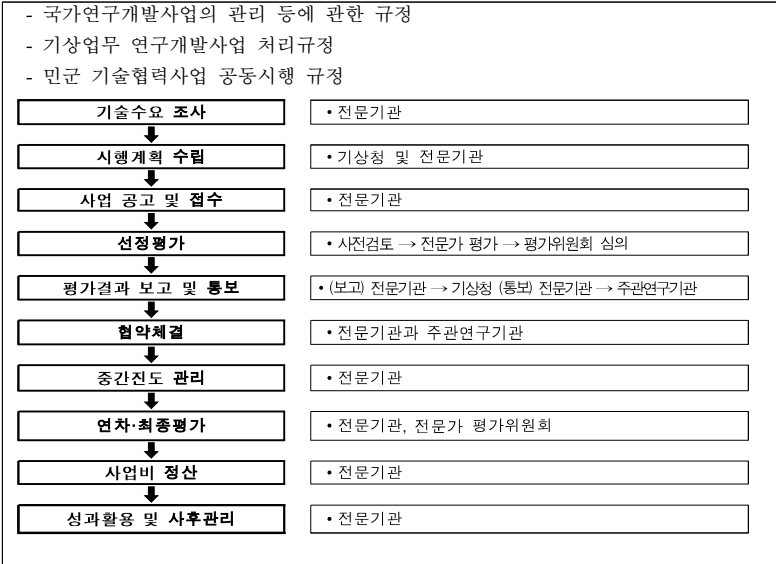 - 국가연구개발사업의 관리 등에 관한 규정
- 기상업무 연구개발사업 처리규정
- 민군 기술협력사업 공동시행 규정
기술수요 조사
• 전문기관
시행계획 수립
• 기상청 및 전문기관
사업 공고 및 접수
• 전문기관
선정평가
• 사전검토 → 전문가 평가 → 평가위원회 심의
평가결과 보고 및 통보
• (보고) 전문기관 → 기상청 (통보) 전문기관 → 주관연구기관
협약체결
• 전문기관과 주관연구기관
중간진도 관리
• 전문기관
연차·최종평가
• 전문기관, 전문가 평가위원회
사업비 정산
• 전문기관
성과활용 및 사후관리
• 전문기관